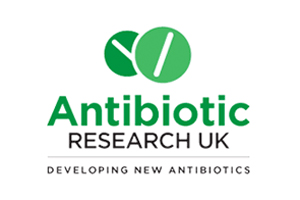 Antibiotic
RESEARCH UK
DEVELOPING NEW ANTIBIOTICS